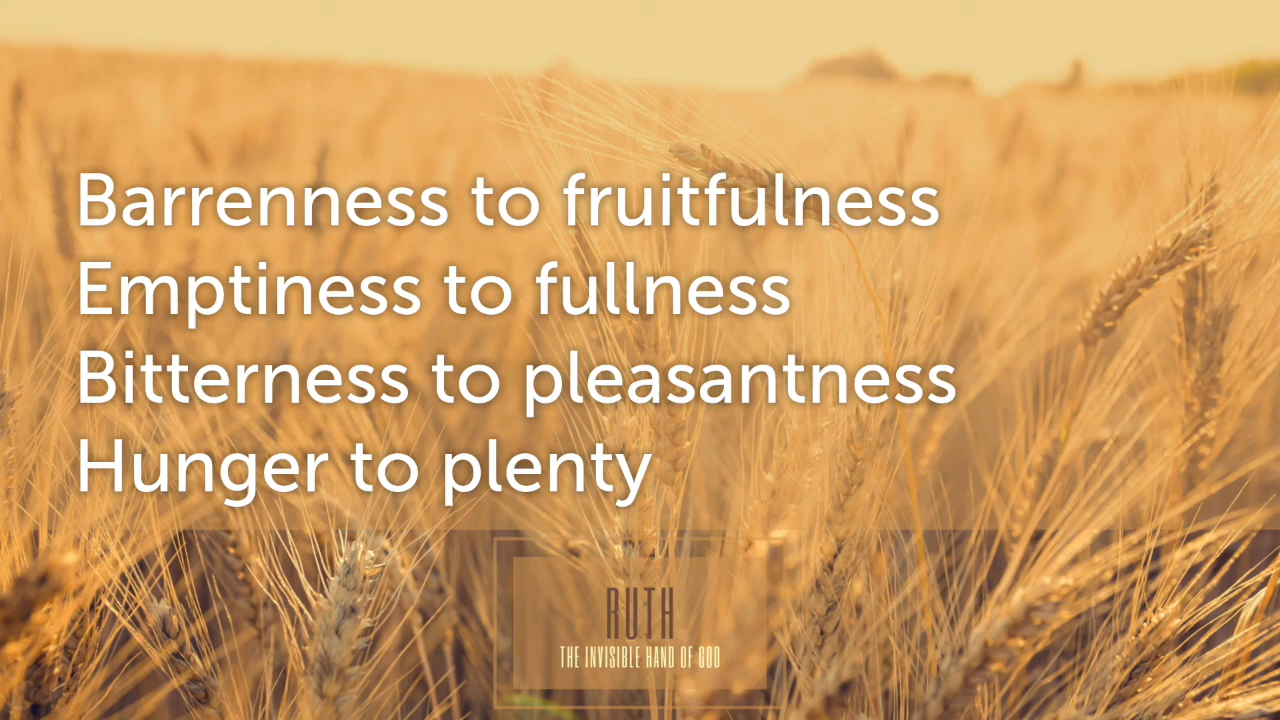 Barrenness to fruitfulness
Emptiness to fullness
Bitterness to pleasantness
Hunger to plenty
RUTH
THE INVISIBLE HAND OF GOD